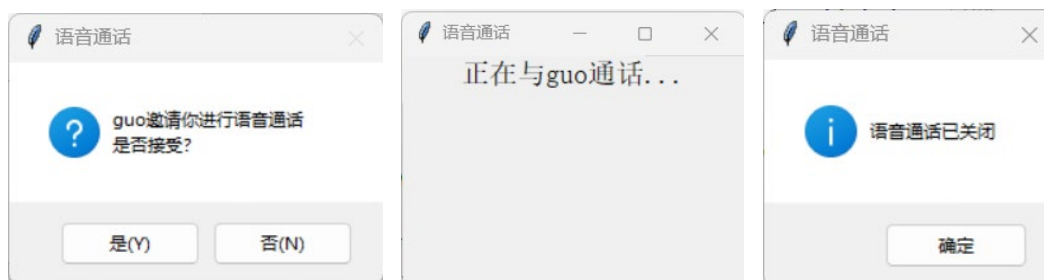 语音通话
guo邀请你进行语音通话
是否接受?
是(Y)
否(N)
语音通话
正在与guo通话...
语音通话
语音通话已关闭
确定